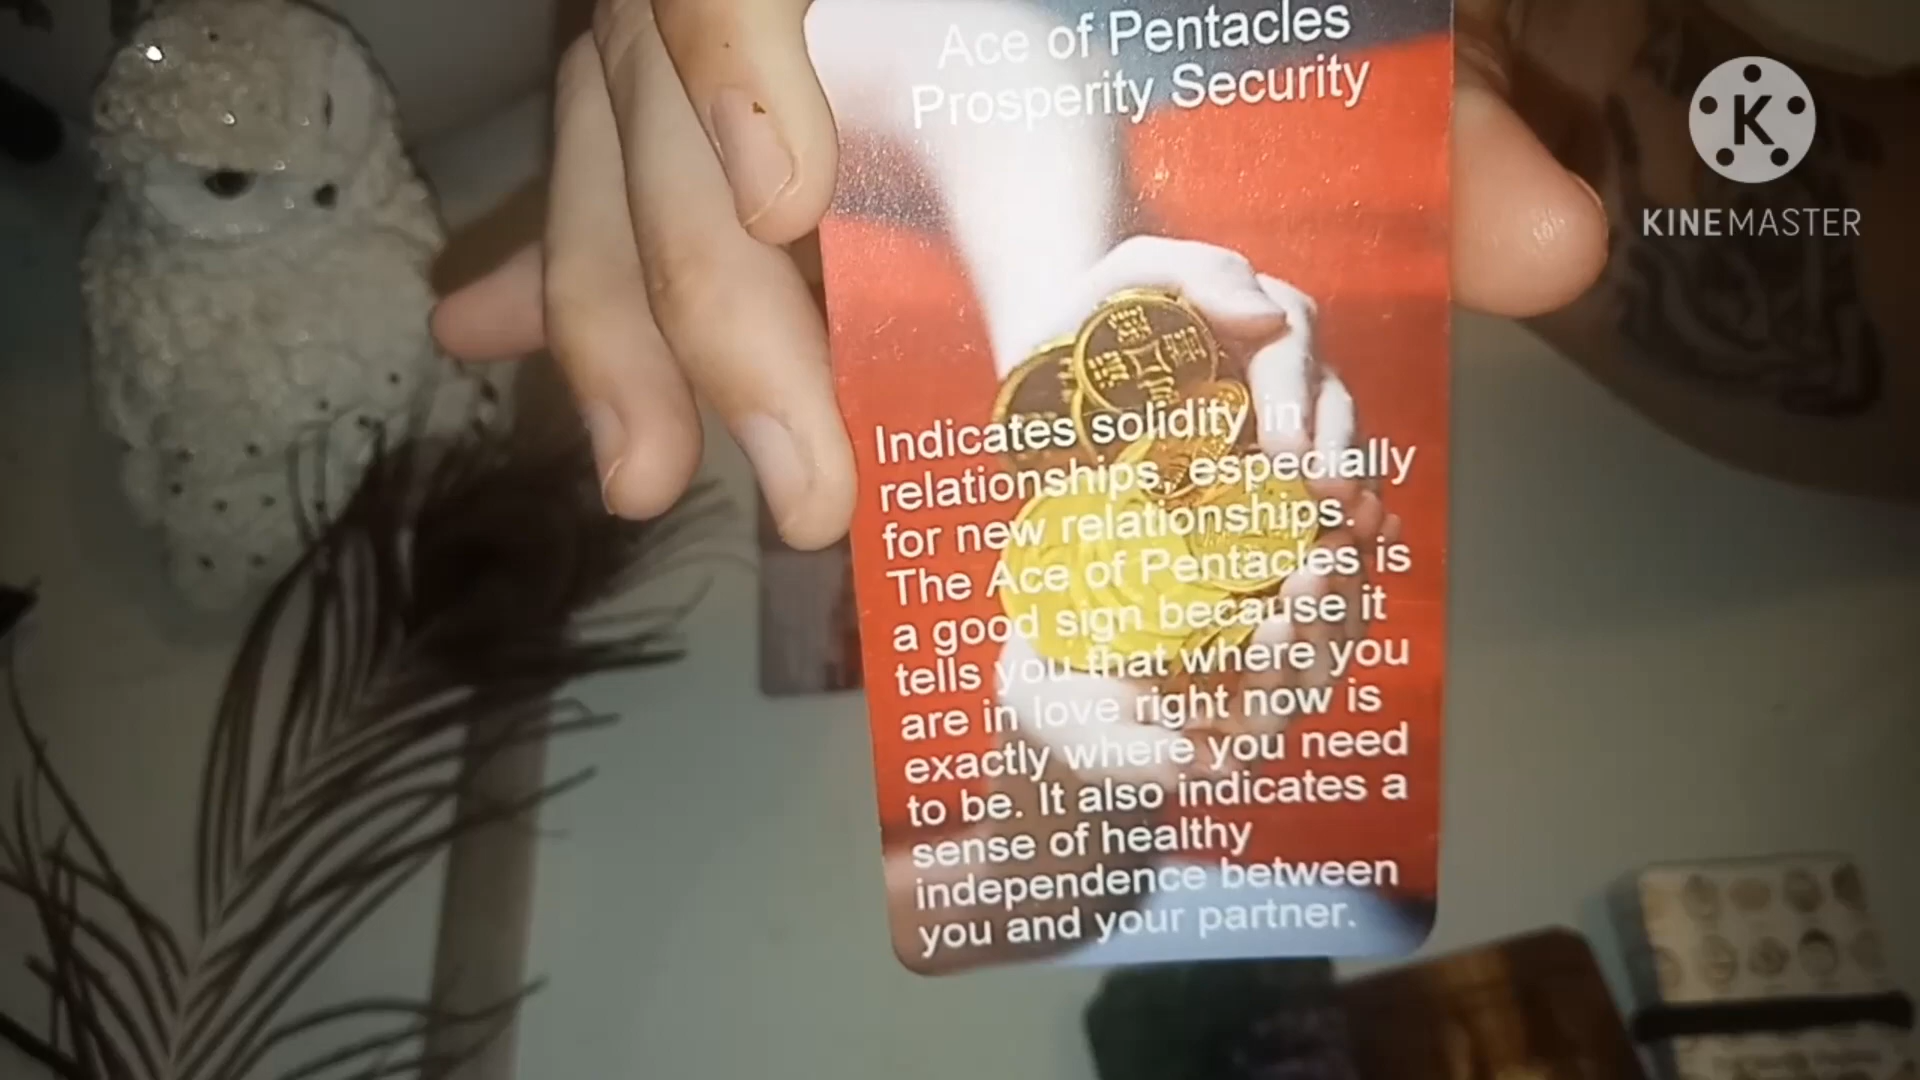 Ace of Pentacles
Prosperity Security
Indicates solidity in
relationships, especially
for new relationships.
The Ace of Pentacles is
a good sign because it
tells you that where you
are in love right now is
exactly where you need
to be. It also indicates a
sense of healthy
independence between
you and your partner.
K
KINEMASTER